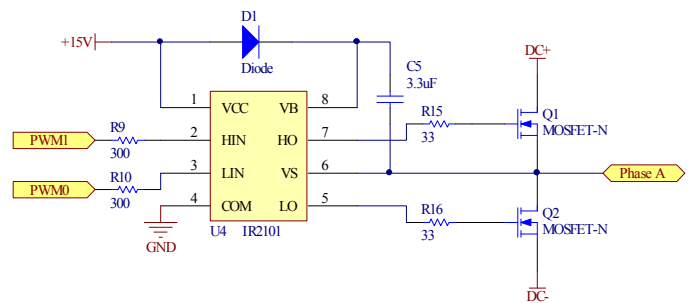 D1
DC+
+15V
Diode
C5
3.3uF
1
VCC
VB
8
R15
Q1
PWM1
R9
2
HIN
HO
7
33
MOSFET-N
300
PWM0
R10
3
LIN
VS
6
Phase A
300
4
COM
LO
5
R16
Q2
GND
U4
IR2101
33
MOSFET-N
DC-